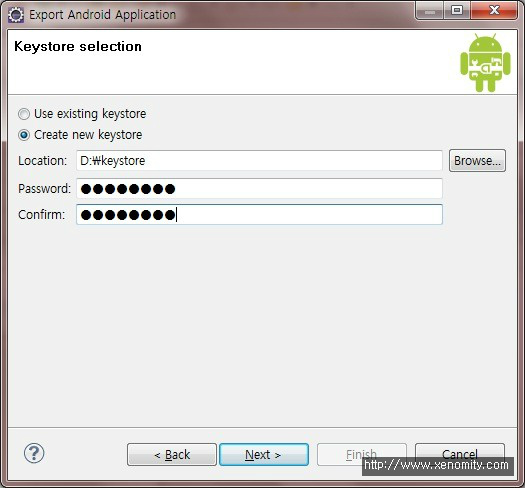 Export Android Application
Keystore selection
Use existing keystore
Create new keystore
Location: D:₩keystore Browse...
Password: ●●●●●●●●
Confirm: ●●●●●●●●
? < Back Next > Finish Cancel
http://www.xenomity.com